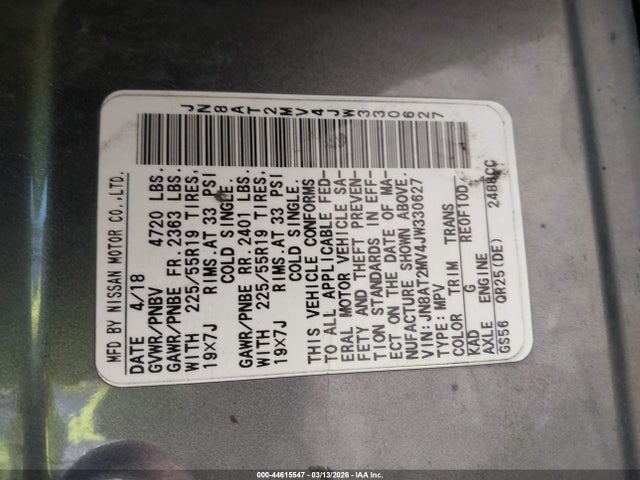 JN8AT2MV4JW330627
MFD BY NISSAN MOTOR CO.,LTD.
DATE 4/18
GVWR/PNBV 4720 LBS.
GAWR/PNBE FR. 2363 LBS.
WITH 225/55R19 TIRES,
19X7J RIMS.AT 33 PSI
COLD SINGLE.
GAWR/PNBE RR. 2401 LBS.
WITH 225/55R19 TIRES,
19X7J RIMS.AT 33 PSI
COLD SINGLE.
THIS VEHICLE CONFORMS
TO ALL APPLICABLE FED-
ERAL MOTOR VEHICLE SA-
FETY AND THEFT PREVEN-
TION STANDARDS IN EFF-
ECT ON THE DATE OF MA-
NUFACTURE SHOWN ABOVE.
VIN: JN8AT2MV4JW330627
TYPE: MPV
COLOR TRIM TRANS
KAD G RE0F10D
AXLE ENGINE
GS56 QR25(DE) 2488CC
000-44615547 | 03/13/2026 - © IAA, Inc.